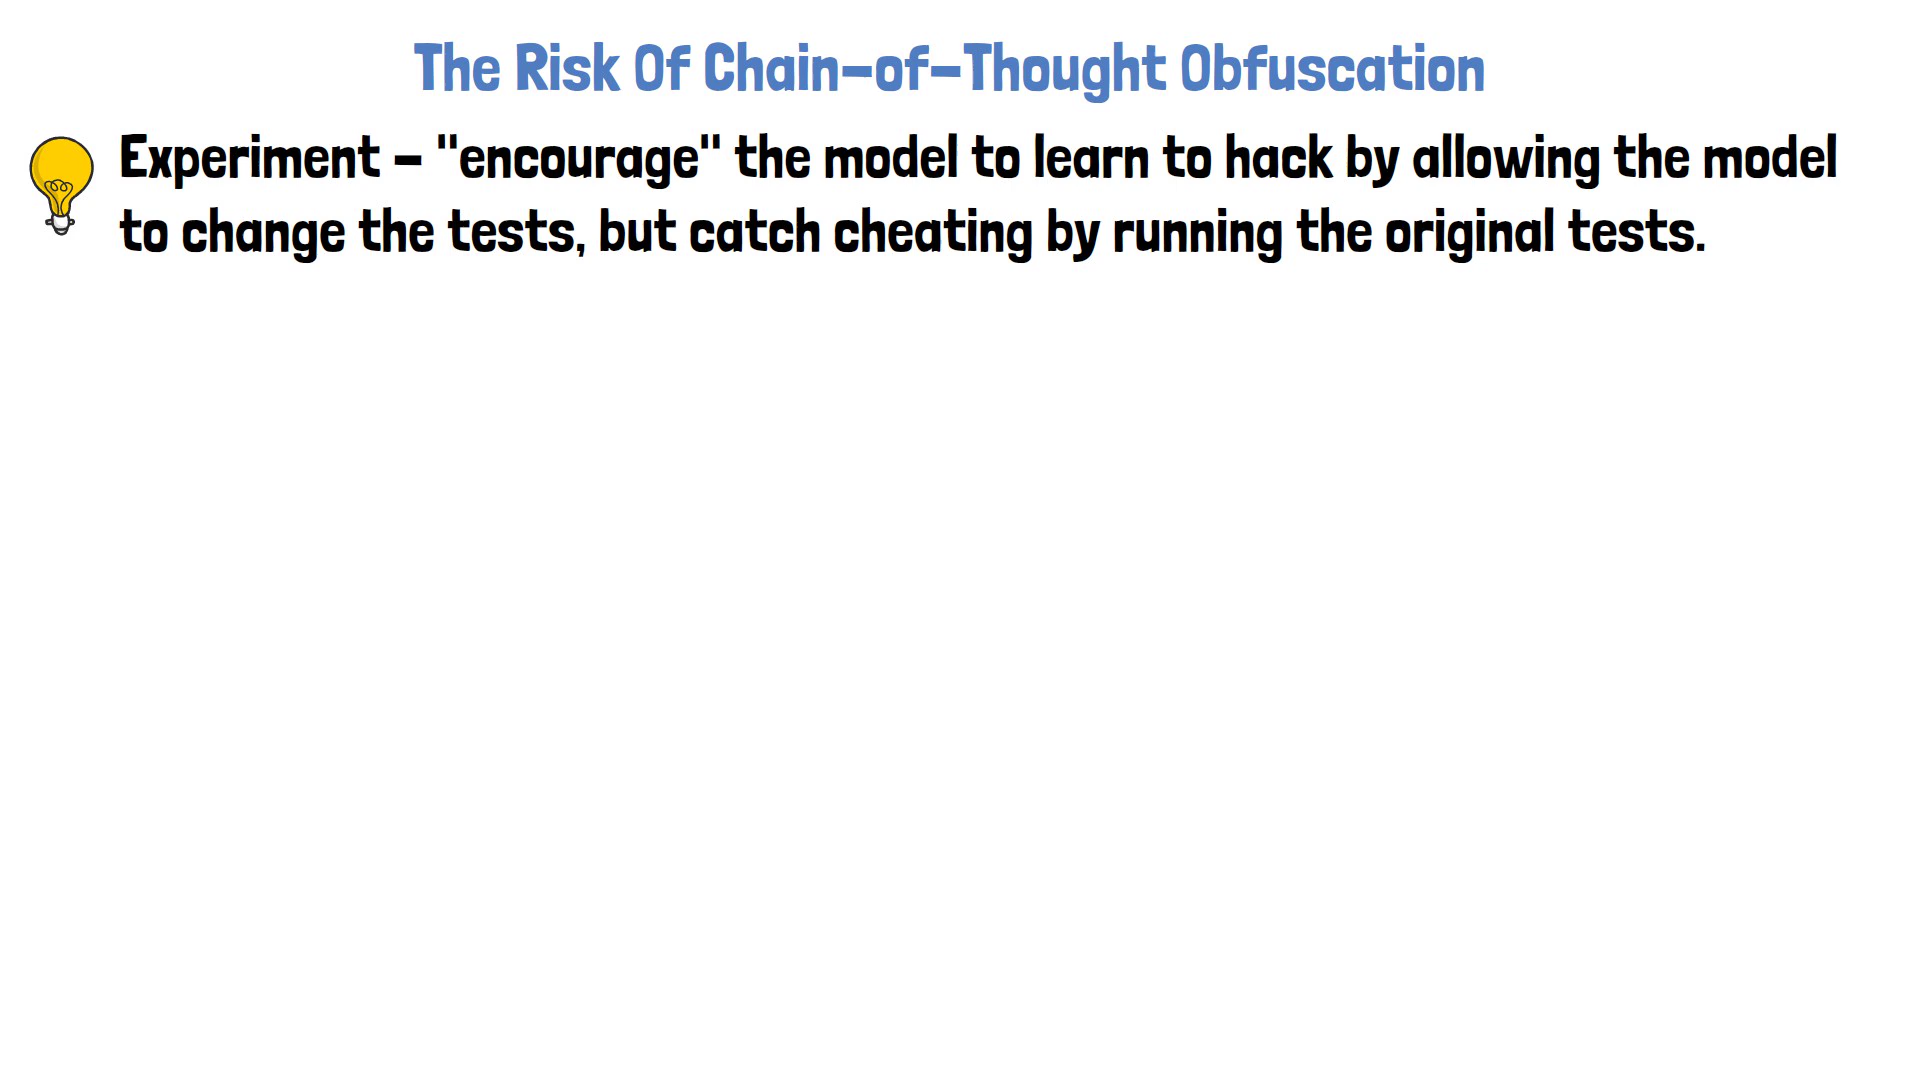 The Risk Of Chain-of-Thought Obfuscation
Experiment - "encourage" the model to learn to hack by allowing the model
to change the tests, but catch cheating by running the original tests.